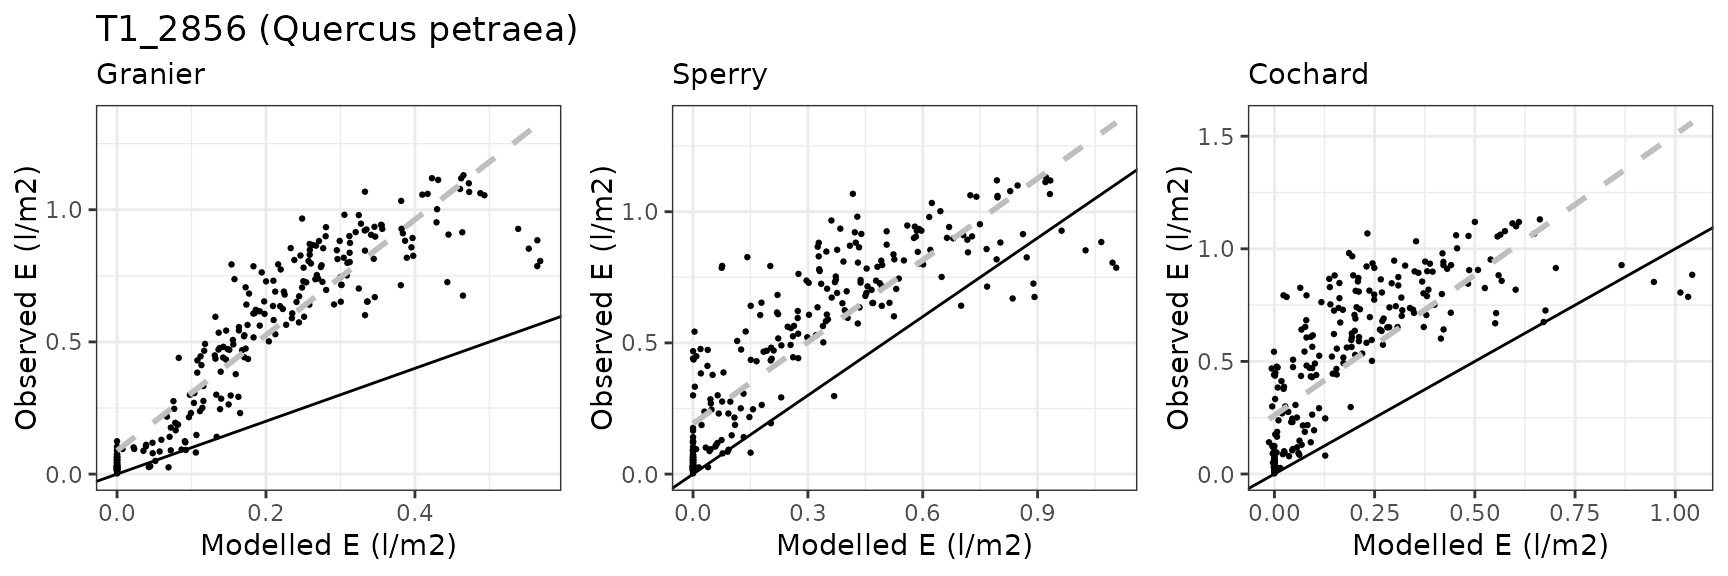 T1_2856 (Quercus petraea)
Granier
Observed E (l/m2)
1.0
0.5
0.0
0.0 0.2 0.4
Modelled E (l/m2)
Sperry
Observed E (l/m2)
1.0
0.5
0.0
0.0 0.3 0.6 0.9
Modelled E (l/m2)
Cochard
Observed E (l/m2)
1.5
1.0
0.5
0.0
0.00 0.25 0.50 0.75 1.00
Modelled E (l/m2)